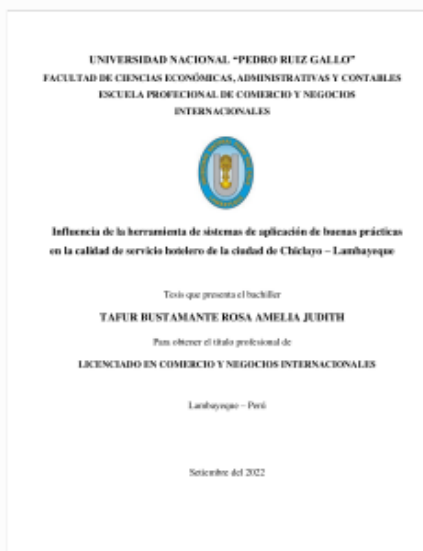 UNIVERSIDAD NACIONAL “PEDRO RUIZ GALLO”
FACULTAD DE CIENCIAS ECONÓMICAS, ADMINISTRATIVAS Y CONTABLES
ESCUELA PROFECIONAL DE COMERCIO Y NEGOCIOS
INTERNACIONALES
Influencia de la herramienta de sistemas de aplicación de buenas prácticas
en la calidad de servicio hotelero de la ciudad de Chiclayo – Lambayeque
Tesis que presenta el bachiller
TAFUR BUSTAMANTE ROSA AMELIA JUDITH
Para obtener el título profesional de
LICENCIADO EN COMERCIO Y NEGOCIOS INTERNACIONALES
Lambayeque – Perú
Setiembre del 2022